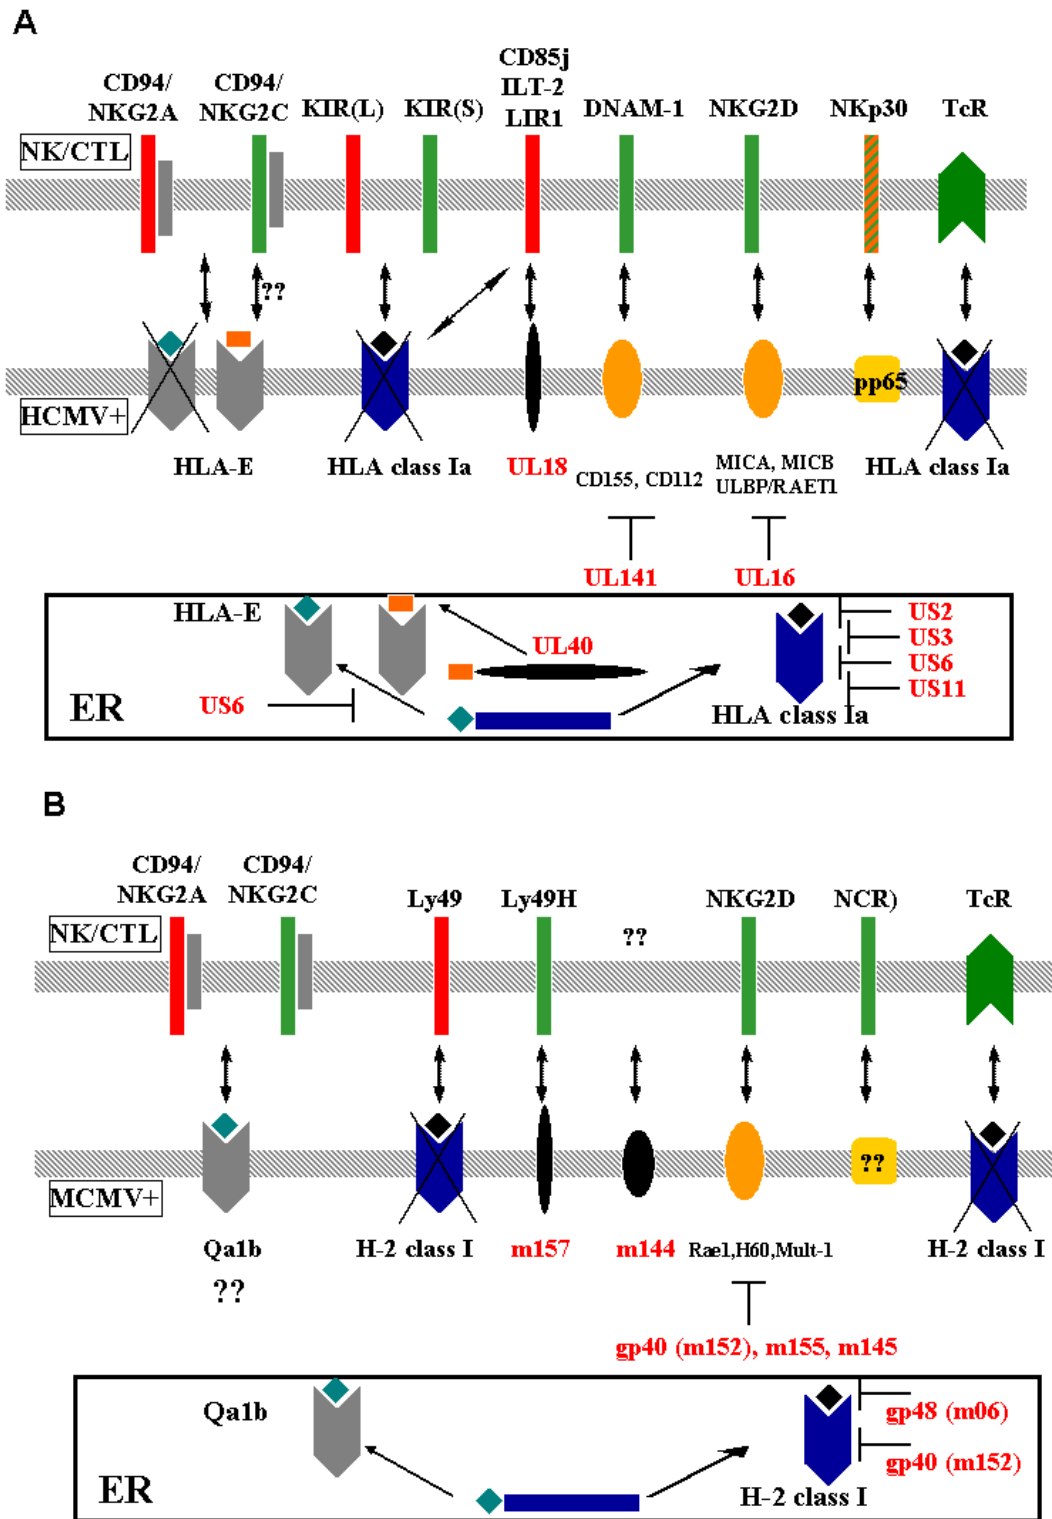 A
CD85j
CD94/ CD94/ ILT-2
NKG2A NKG2C KIR(L) KIR(S) LIR1 DNAM-1 NKG2D NKp30 TcR
NK/CTL
??
pp65
HCMV+
HLA-E HLA class Ia UL18 CD155, CD112 MICA, MICB HLA class Ia
ULBP/RAET1
UL141 UL16
HLA-E US2
UL40 US3
US6
US6 US11
ER HLA class Ia
B
CD94/ CD94/
NKG2A NKG2C Ly49 Ly49H NKG2D NCR) TcR
NK/CTL ??
??
MCMV+
Qa1b H-2 class I m157 m144 Rae1,H60,Mult-1 H-2 class I
??
gp40 (m152), m155, m145
Qa1b gp48 (m06)
gp40 (m152)
ER H-2 class I